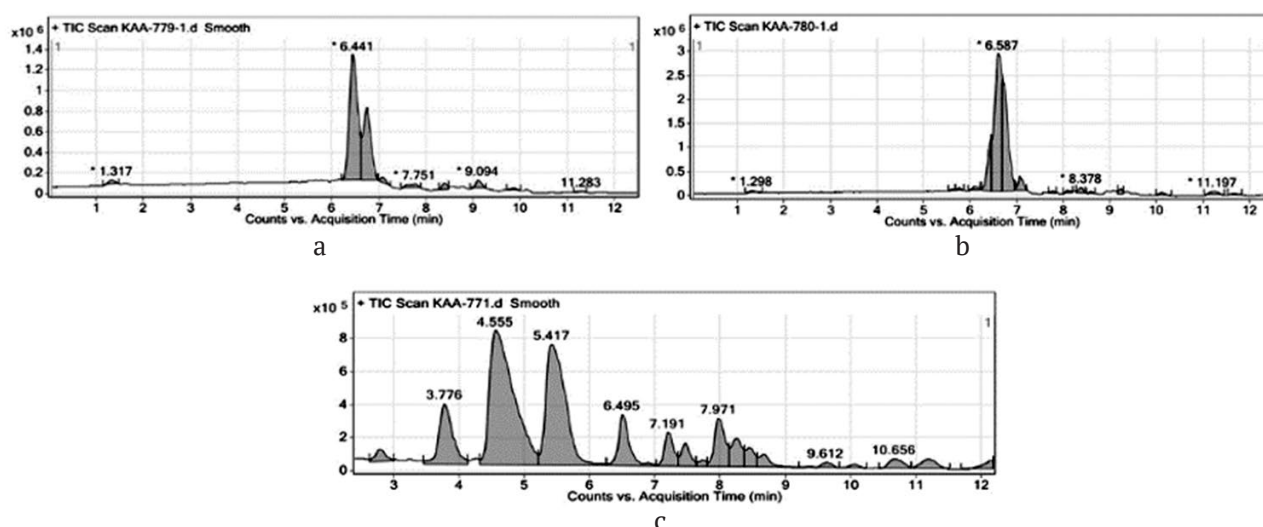 + TIC Scan KAA-779-1.d Smooth
x10 6
1 1
1.4
1.2
1
0.8
0.6
0.4
0.2
0
* 1.317
* 6.441
* 7.751
* 9.094
11.283
1 2 3 4 5 6 7 8 9 10 11 12
Counts vs. Acquisition Time (min)
a
+ TIC Scan KAA-780-1.d
x10 6
1
3
2.5
2
1.5
1
0.5
0
* 1.298
* 6.587
* 8.378
* 11.197
1 2 3 4 5 6 7 8 9 10 11 12
Counts vs. Acquisition Time (min)
b
+ TIC Scan KAA-771.d Smooth
x10 5
1
8
6
4
2
0
3.776
4.555
5.417
6.495
7.191
7.971
9.612
10.656
3 4 5 6 7 8 9 10 11 12
Counts vs. Acquisition Time (min)
c